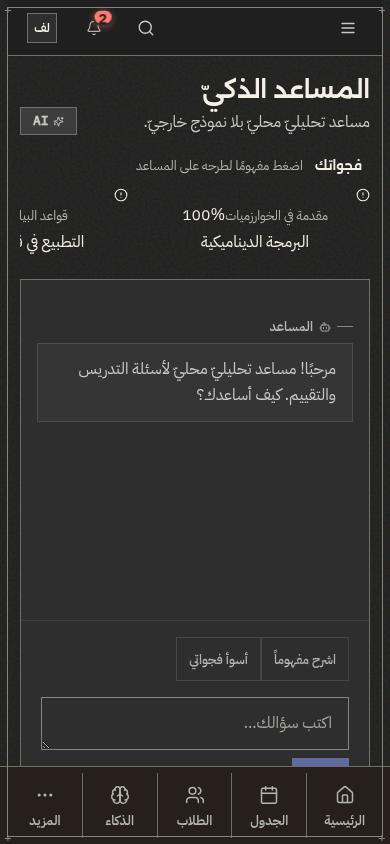 لف
2
المساعد الذكيّ
مساعد تحليليّ محليّ بلا نموذج خارجيّ.
AI
فجواتك
اضغط مفهومًا لطرحه على المساعد
مقدمة في الخوارزميات
100%
البرمجة الديناميكية
قواعد
التطبيع في
المساعد
مرحبًا! مساعد تحليليّ محليّ لأسئلة التدريس
والتقييم. كيف أساعدك؟
اشرح مفهوماً
أسوأ فجواتي
اكتب سؤالك...
الرئيسية
الجدول
الطلاب
الذكاء
المزيد